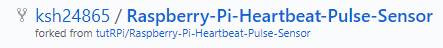 ksh24865 / Raspberry-Pi-Heartbeat-Pulse-Sensor
forked from tutRPi/Raspberry-Pi-Heartbeat-Pulse-Sensor